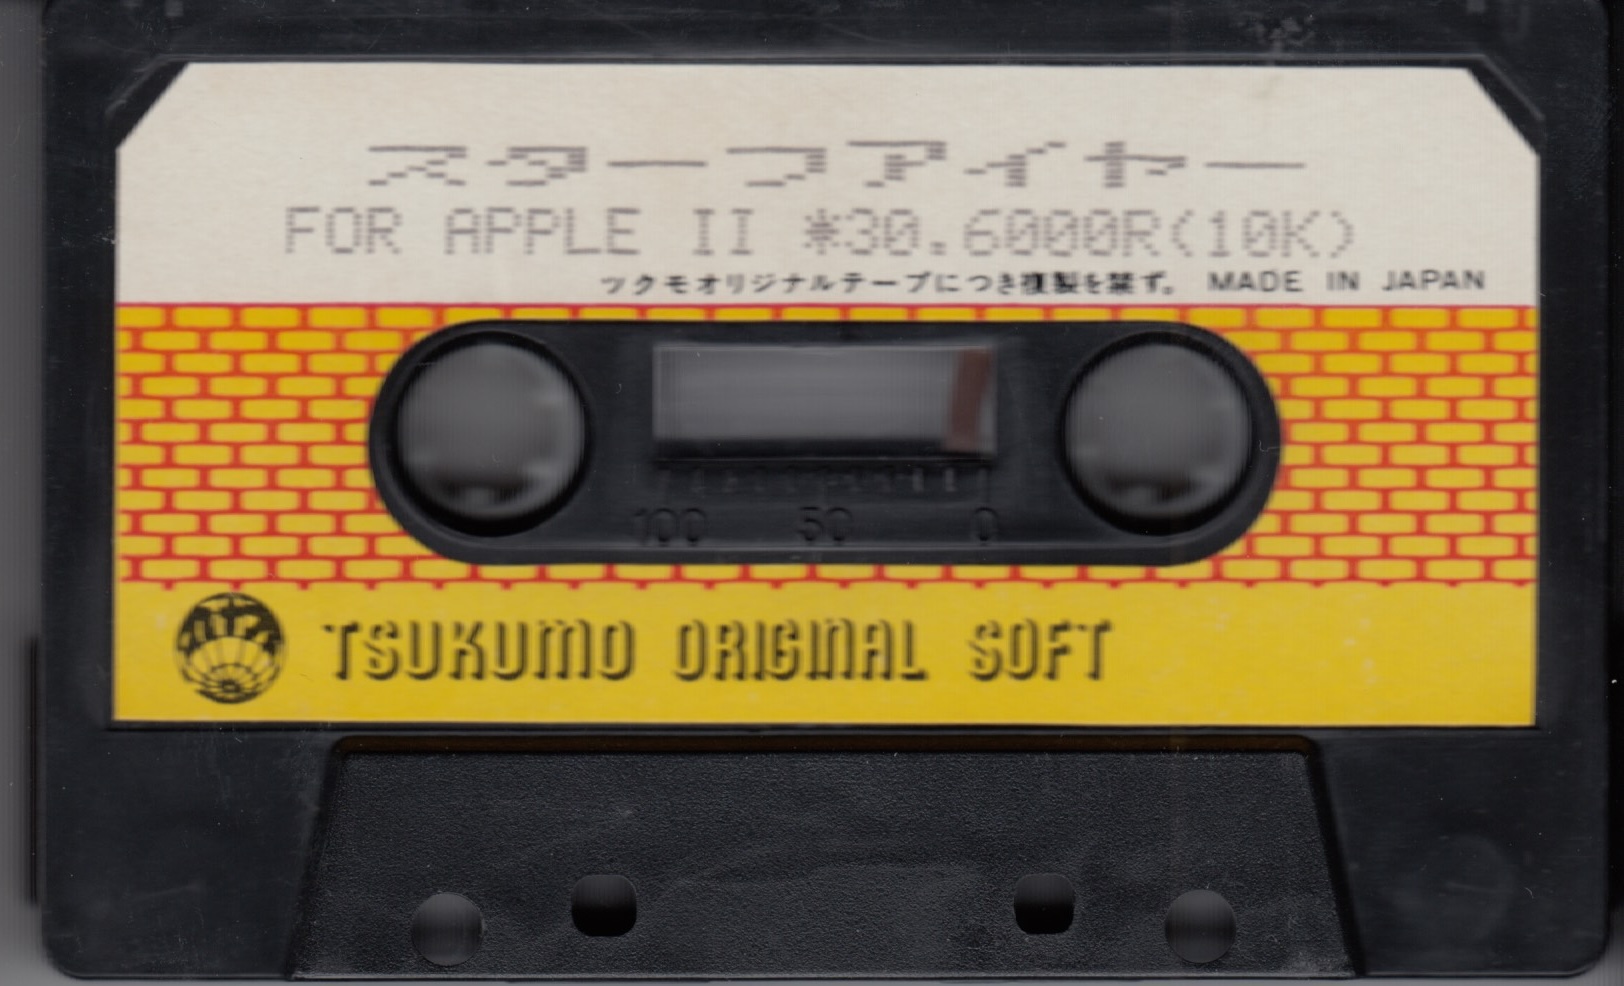 スターファイヤー
FOR APPLE II *30.6000R(10K)
ツクモオリジナルテープにつき複製を禁ず。 MADE IN JAPAN
100 50 0
TSUKUMO ORIGINAL SOFT